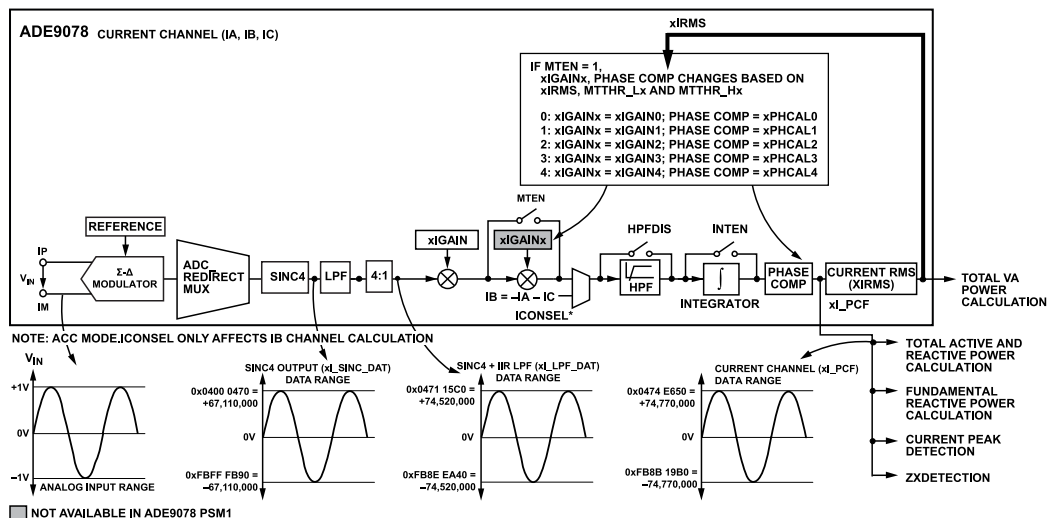 ADE9078 CURRENT CHANNEL (IA, IB, IC)
xIRMS
IF MTEN = 1,
xIGAINx, PHASE COMP CHANGES BASED ON
xIRMS, MTTHR_Lx AND MTTHR_Hx
0: xIGAINx = xIGAIN0; PHASE COMP = xPHCAL0
1: xIGAINx = xIGAIN1; PHASE COMP = xPHCAL1
2: xIGAINx = xIGAIN2; PHASE COMP = xPHCAL2
3: xIGAINx = xIGAIN3; PHASE COMP = xPHCAL3
4: xIGAINx = xIGAIN4; PHASE COMP = xPHCAL4
REFERENCE
IP
VIN
IM
Σ-Δ
MODULATOR
ADC
REDIRECT
MUX
SINC4
LPF
4:1
xIGAIN
MTEN
xIGAINx
IB = –IA – IC
ICONSEL*
HPFDIS
HPF
INTEN
∫
INTEGRATOR
PHASE
COMP
CURRENT RMS
(XIRMS)
xI_PCF
TOTAL VA
POWER
CALCULATION
NOTE: ACC MODE.ICONSEL ONLY AFFECTS IB CHANNEL CALCULATION
VIN
+1V
0V
–1V
ANALOG INPUT RANGE
SINC4 OUTPUT (xI_SINC_DAT)
DATA RANGE
0x0400 0470 =
+67,110,000
0V
0xFBFF FB90 =
–67,110,000
SINC4 + IIR LPF (xI_LPF_DAT)
DATA RANGE
0x0471 15C0 =
+74,520,000
0V
0xFB8E EA40 =
–74,520,000
CURRENT CHANNEL (xI_PCF)
DATA RANGE
0x0474 E650 =
+74,770,000
0V
0xFB8B 19B0 =
–74,770,000
TOTAL ACTIVE AND
REACTIVE POWER
CALCULATION
FUNDAMENTAL
REACTIVE POWER
CALCULATION
CURRENT PEAK
DETECTION
ZXDETECTION
NOT AVAILABLE IN ADE9078 PSM1